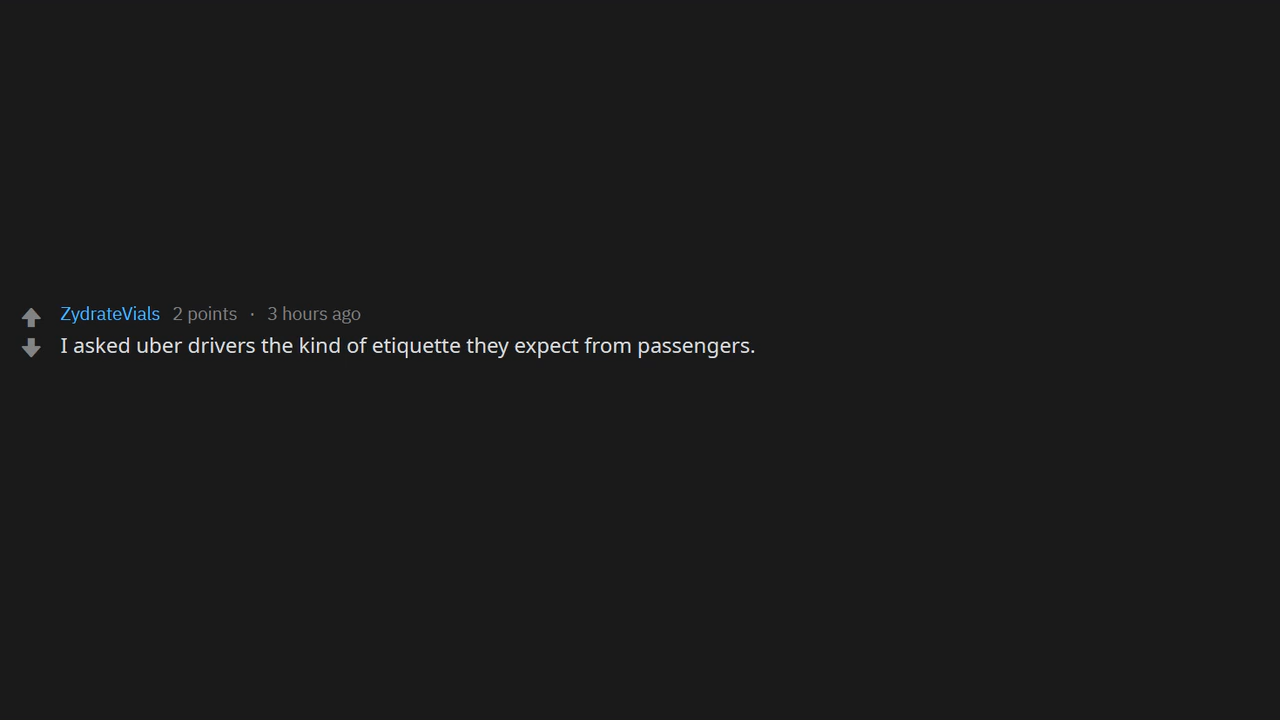 ZydrateVials 2 points · 3 hours ago
I asked uber drivers the kind of etiquette they expect from passengers.